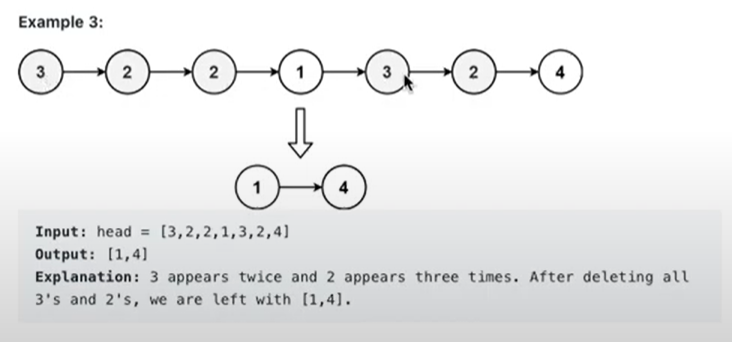 Example 3:
3 2 2 1 3 2 4
1 4
Input: head = [3,2,2,1,3,2,4]
Output: [1,4]
Explanation: 3 appears twice and 2 appears three times. After deleting all
3's and 2's, we are left with [1,4].